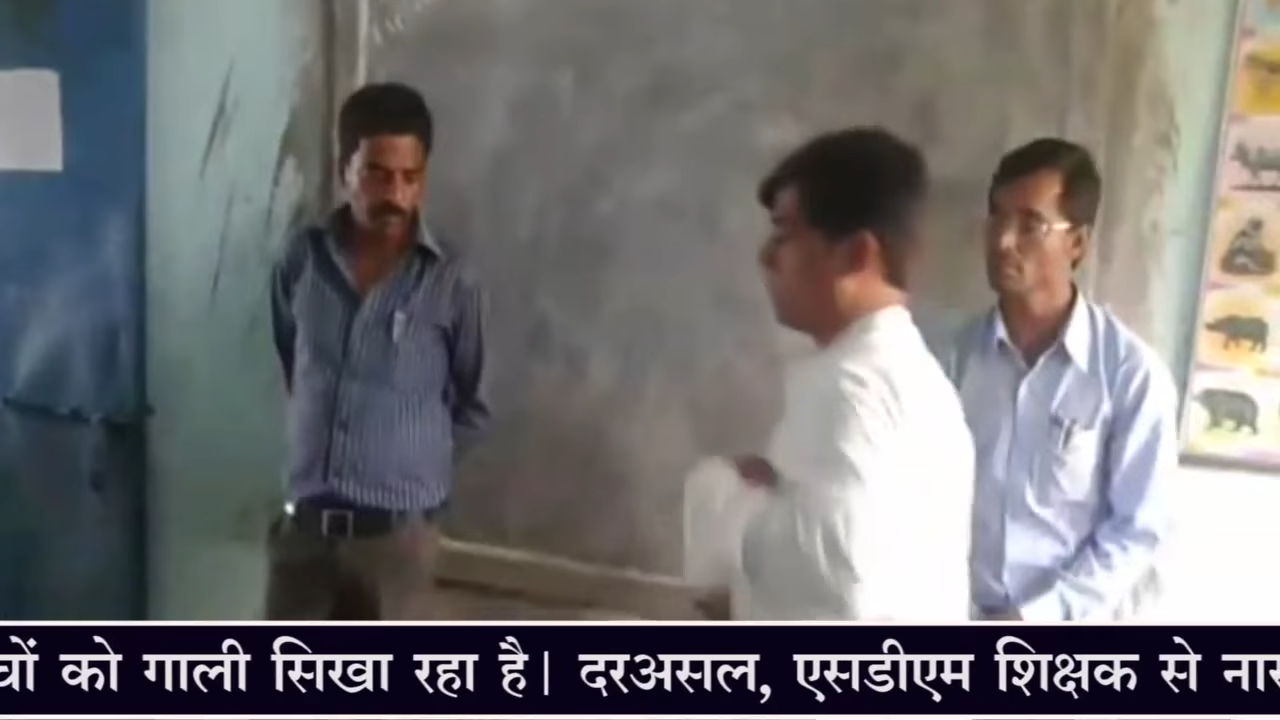 को गाली सिखा रहा है| दरअसल, एसडीएम शिक्षक से